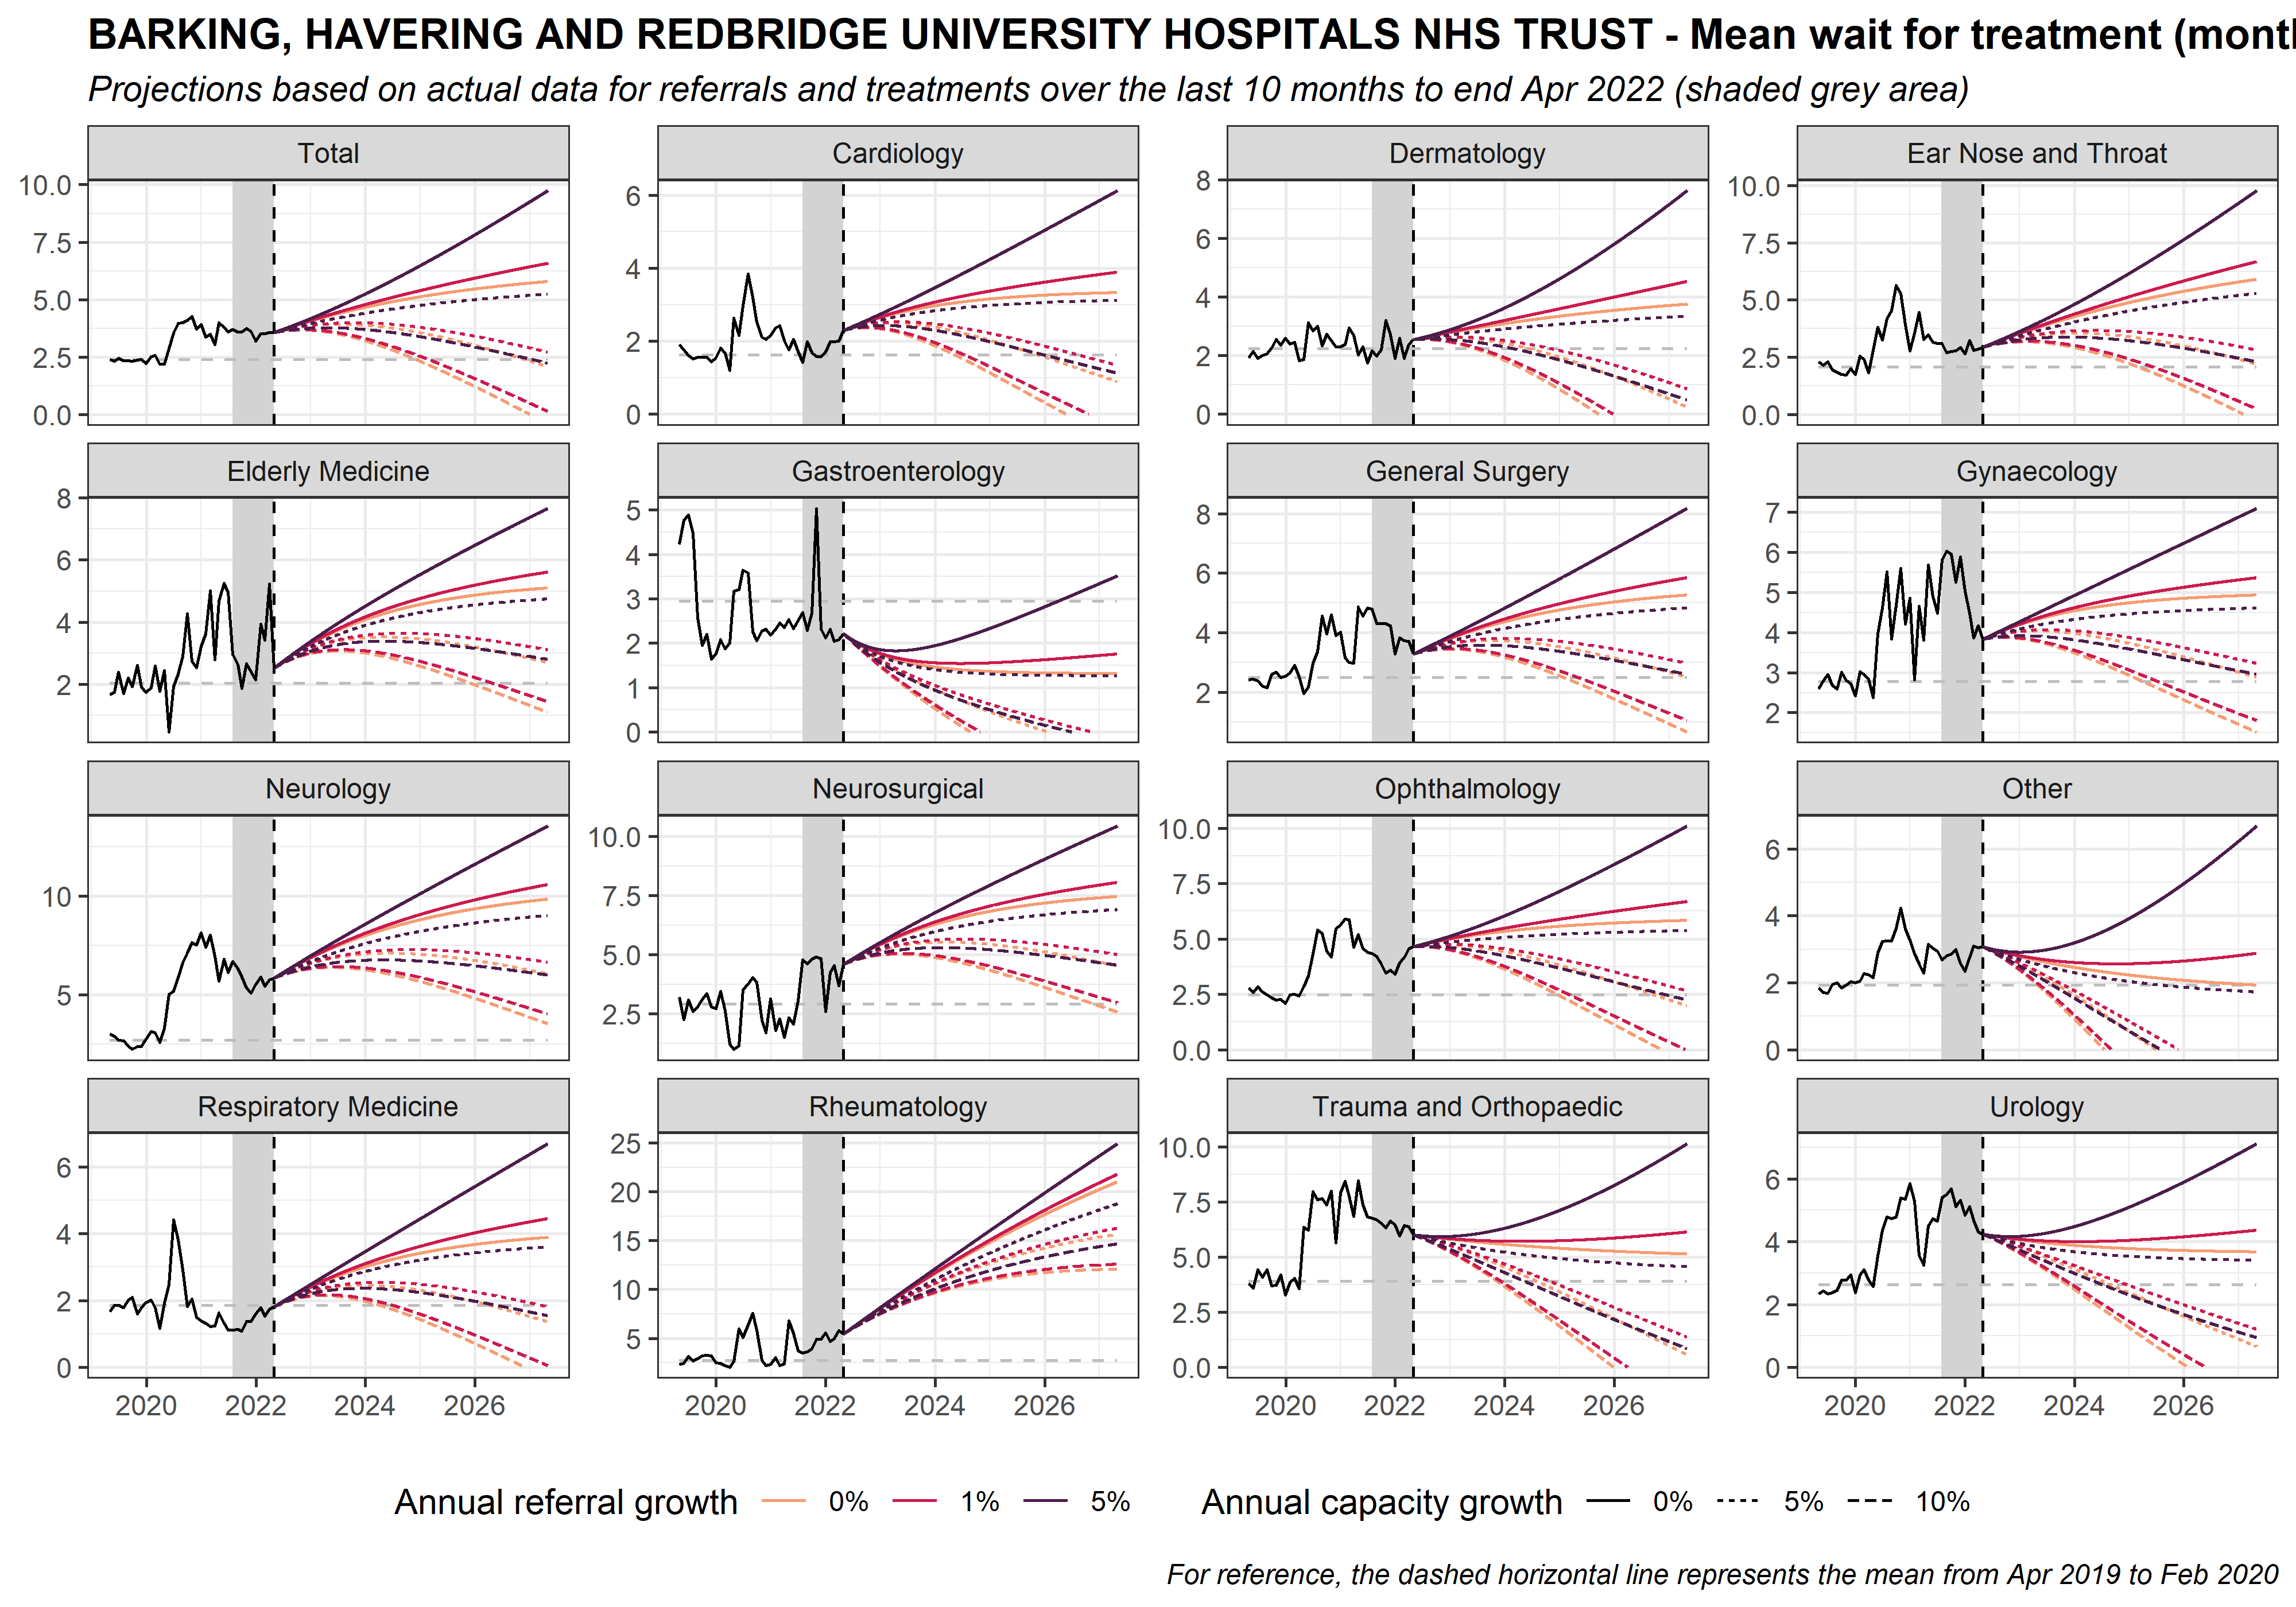 BARKING, HAVERING AND REDBRIDGE UNIVERSITY HOSPITALS NHS TRUST - Mean wait for treatment (mont
Projections based on actual data for referrals and treatments over the last 10 months to end Apr 2022 (shaded grey area)
Total Cardiology Dermatology Ear Nose and Throat
10.0 7.5 5.0 2.5 0.0
6 4 2 0
8 6 4 2 0
10.0 7.5 5.0 2.5 0.0
Elderly Medicine Gastroenterology General Surgery Gynaecology
8 6 4 2
5 4 3 2 1 0
8 6 4 2
7 6 5 4 3 2
Neurology Neurosurgical Ophthalmology Other
10 5
10.0 7.5 5.0 2.5
10.0 7.5 5.0 2.5 0.0
6 4 2 0
Respiratory Medicine Rheumatology Trauma and Orthopaedic Urology
6 4 2 0
25 20 15 10 5
10.0 7.5 5.0 2.5 0.0
6 4 2 0
2020 2022 2024 2026 2020 2022 2024 2026 2020 2022 2024 2026 2020 2022 2024 2026
Annual referral growth 0% 1% 5% Annual capacity growth 0% 5% 10%
For reference, the dashed horizontal line represents the mean from Apr 2019 to Feb 2020